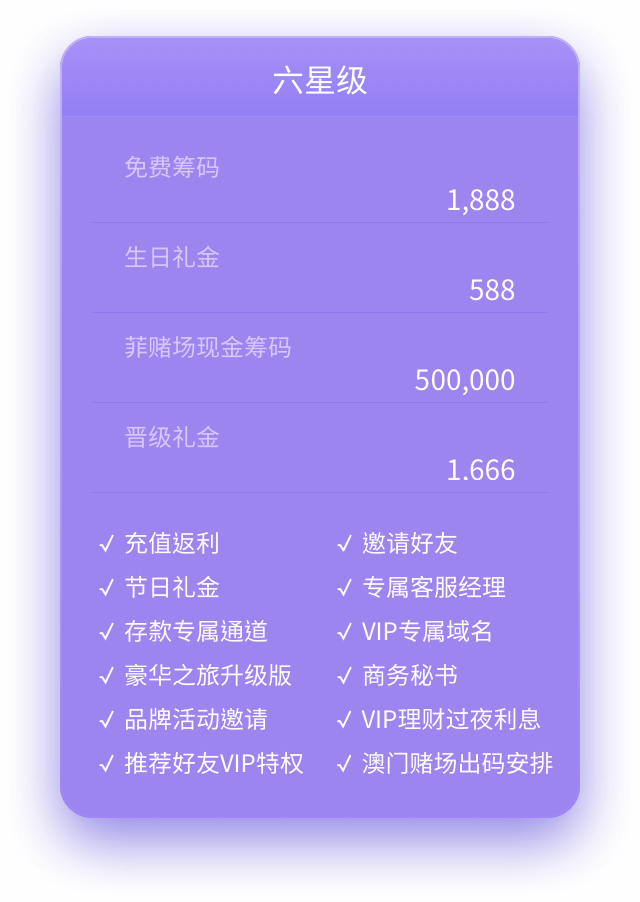 六星级
免费筹码
1,888
生日礼金
588
菲赌场现金筹码
500,000
晋级礼金
1.666
✓ 充值返利
✓ 邀请好友
✓ 节日礼金
✓ 专属客服经理
✓ 存款专属通道
✓ VIP专属域名
✓ 豪华之旅升级版
✓ 商务秘书
✓ 品牌活动邀请
✓ VIP理财过夜利息
✓ 推荐好友VIP特权
✓ 澳门赌场出码安排